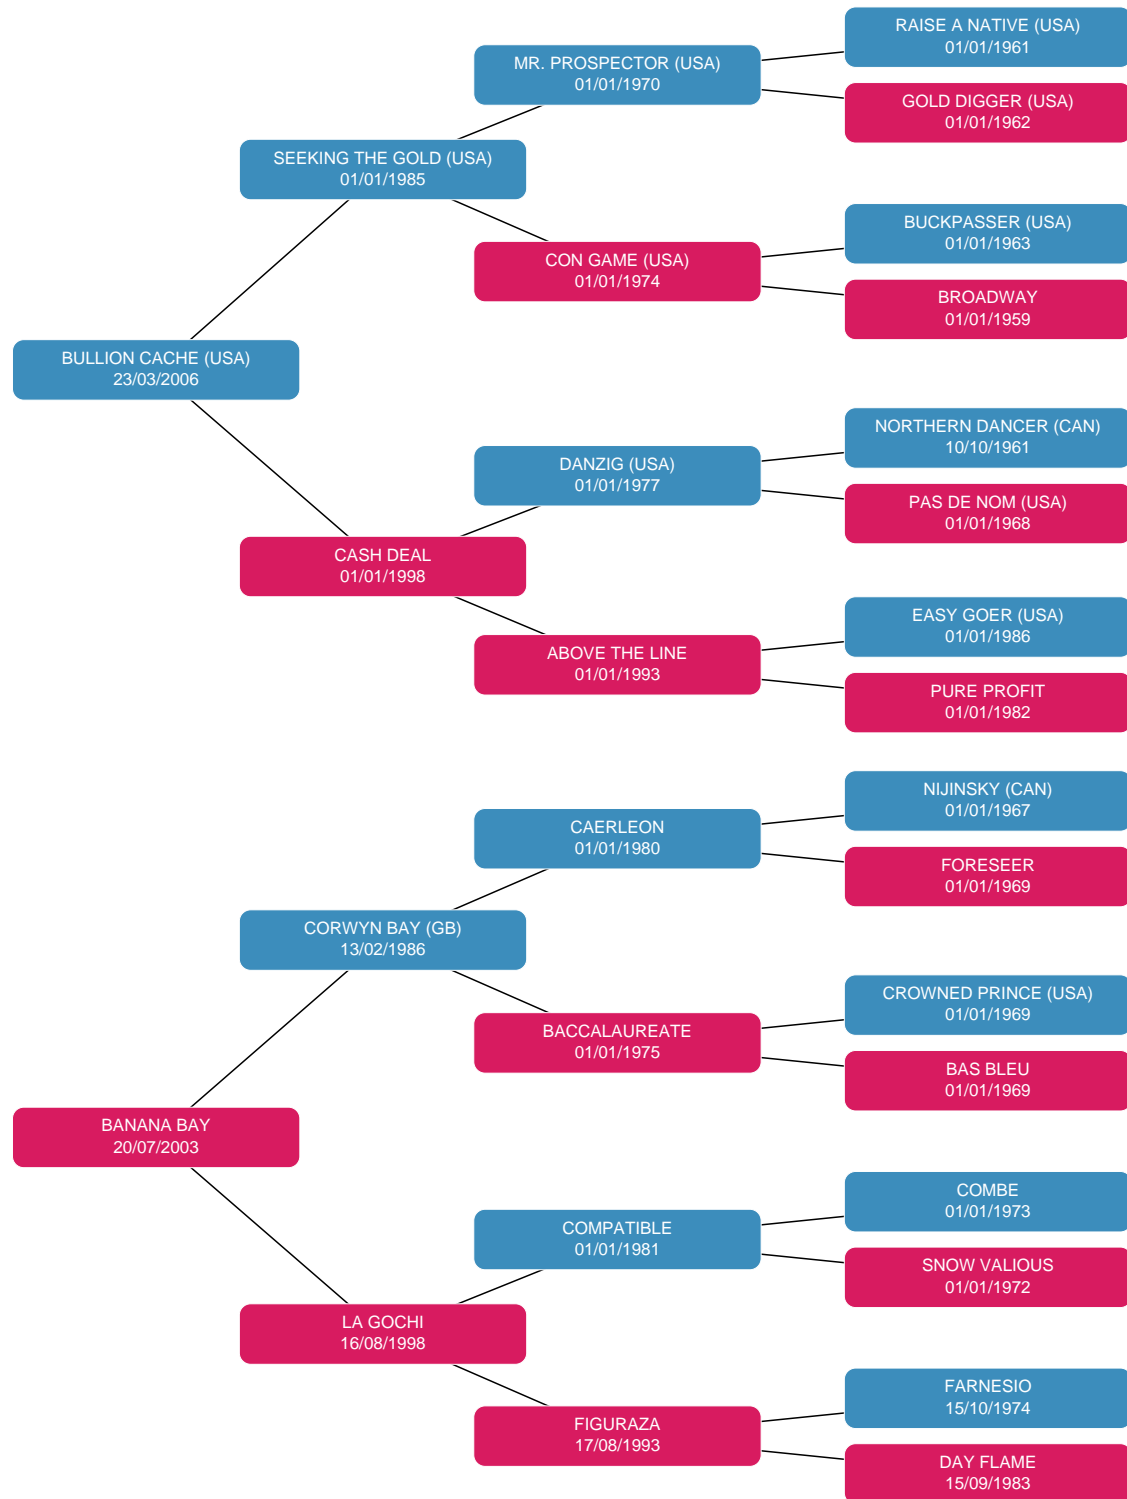 RAISE A NATIVE (USA)
01/01/1961
MR. PROSPECTOR (USA)
01/01/1970
GOLD DIGGER (USA)
01/01/1962
SEEKING THE GOLD (USA)
01/01/1985
BUCKPASSER (USA)
01/01/1963
CON GAME (USA)
01/01/1974
BROADWAY
01/01/1959
BULLION CACHE (USA)
23/03/2006
NORTHERN DANCER (CAN)
10/10/1961
DANZIG (USA)
01/01/1977
PAS DE NOM (USA)
01/01/1968
CASH DEAL
01/01/1998
EASY GOER (USA)
01/01/1986
ABOVE THE LINE
01/01/1993
PURE PROFIT
01/01/1982
NIJINSKY (CAN)
01/01/1967
CAERLEON
01/01/1980
FORESEER
01/01/1969
CORWYN BAY (GB)
13/02/1986
CROWNED PRINCE (USA)
01/01/1969
BACCALAUREATE
01/01/1975
BAS BLEU
01/01/1969
BANANA BAY
20/07/2003
COMBE
01/01/1973
COMPATIBLE
01/01/1981
SNOW VALIOUS
01/01/1972
LA GOCHI
16/08/1998
FARNESIO
15/10/1974
FIGURAZA
17/08/1993
DAY FLAME
15/09/1983